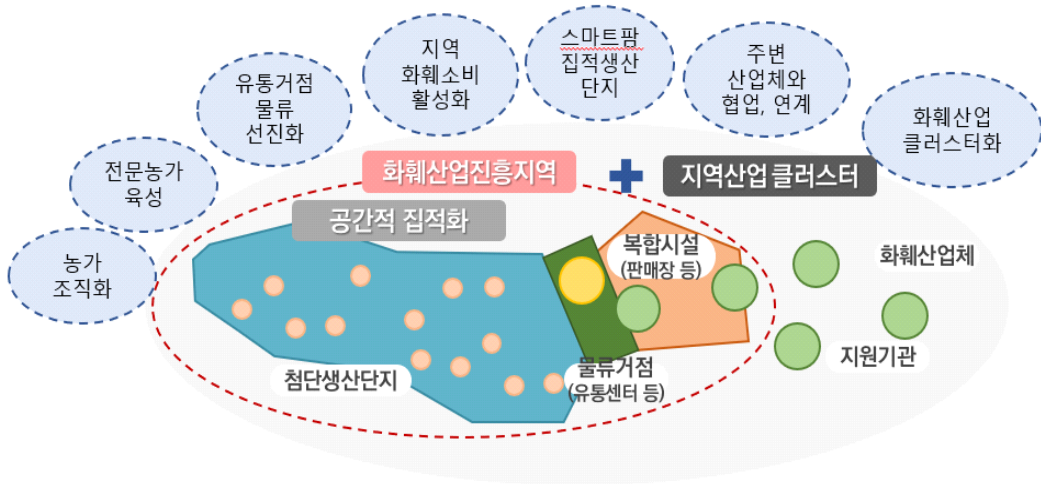 농가
조직화
전문농가
육성
유통거점
물류
선진화
지역
화훼소비
활성화
스마트팜
집적생산
단지
주변
산업체와
협업, 연계
화훼산업
클러스터화
화훼산업진흥지역
지역산업 클러스터
공간적 집적화
복합시설
(판매장 등)
화훼산업체
지원기관
첨단생산단지
물류거점
(유통센터 등)